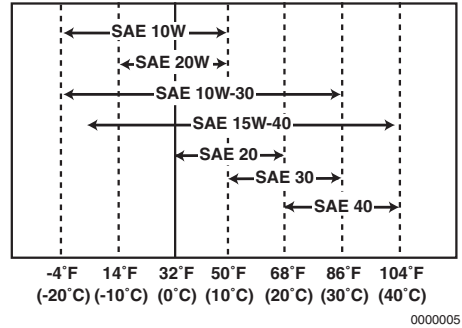 SAE 10W
SAE 20W
SAE 10W-30
SAE 15W-40
SAE 20
SAE 30
SAE 40
-4˚F 14˚F 32˚F 50˚F 68˚F 86˚F 104˚F
(-20˚C) (-10˚C) (0˚C) (10˚C) (20˚C) (30˚C) (40˚C)
0000005